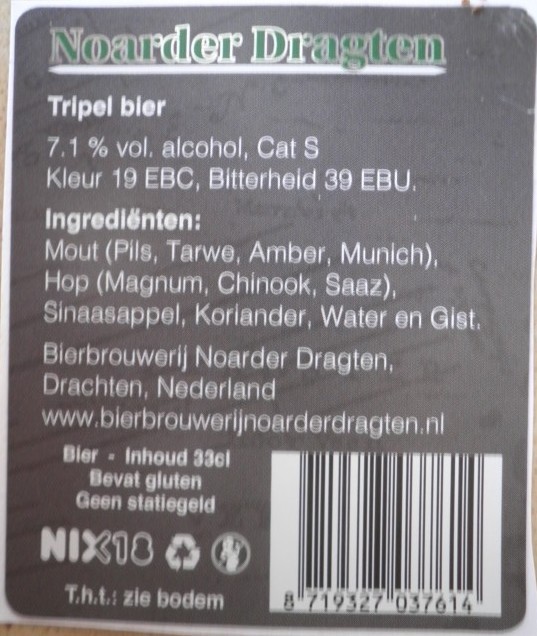 Noarder Dragten
Tripel bier
7.1 % vol. alcohol, Cat S
Kleur 19 EBC, Bitterheid 39 EBU.
Ingrediënten:
Mout (Pils, Tarwe, Amber, Munich),
Hop (Magnum, Chinook, Saaz),
Sinaasappel, Koriander, Water en Gist.
Bierbrouwerij Noarder Dragten,
Drachten, Nederland
www.bierbrouwerijnoarderdragten.nl
Bier - Inhoud 33cl
Bevat gluten
Geen statiegeld
NIX18
T.h.t.: zie bodem
8 719327 037614